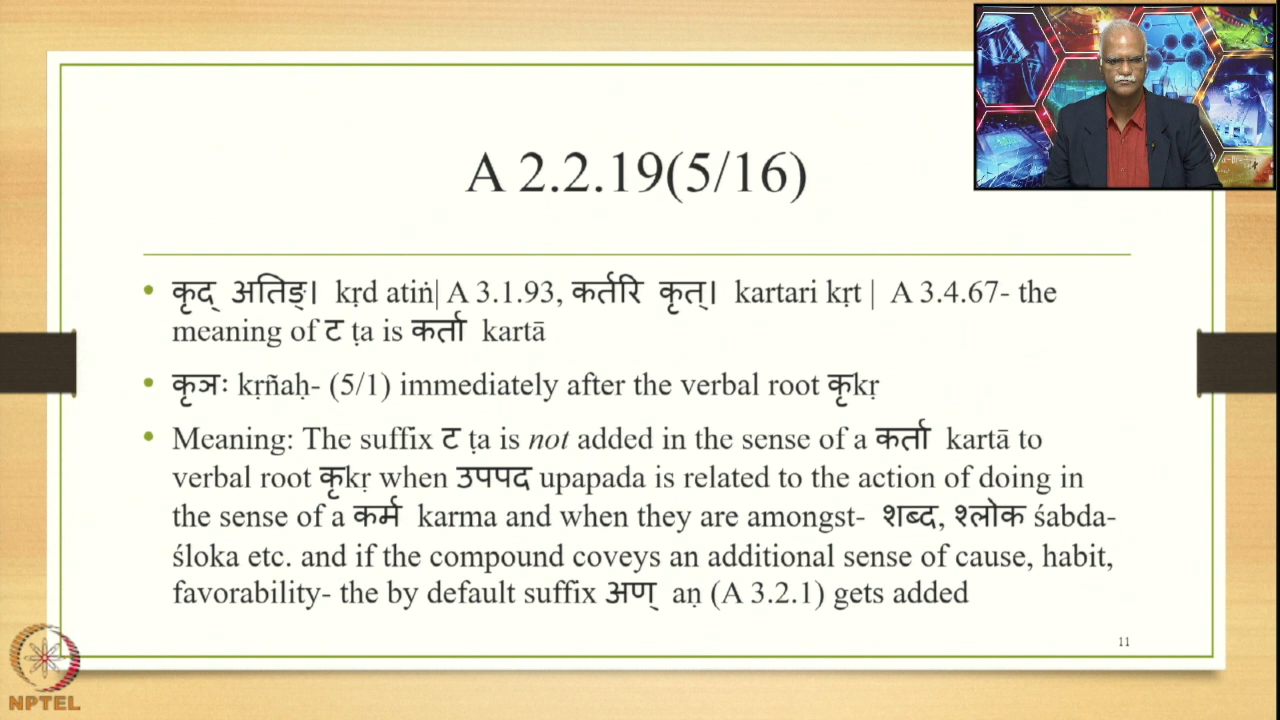 A 2.2.19(5/16)
• कृद् अतिङ्। kṛd atiṅ| A 3.1.93, कर्तरि कृत्। kartari kṛt | A 3.4.67- the
meaning of ट ṭa is कर्ता kartā
• कृञः kṛñaḥ- (5/1) immediately after the verbal root कृkṛ
• Meaning: The suffix ट ṭa is not added in the sense of a कर्ता kartā to
verbal root कृkṛ when उपपद upapada is related to the action of doing in
the sense of a कर्म karma and when they are amongst- शब्द, श्लोक śabda-
śloka etc. and if the compound coveys an additional sense of cause, habit,
favorability- the by default suffix अण् aṇ (A 3.2.1) gets added
11
NPTEL